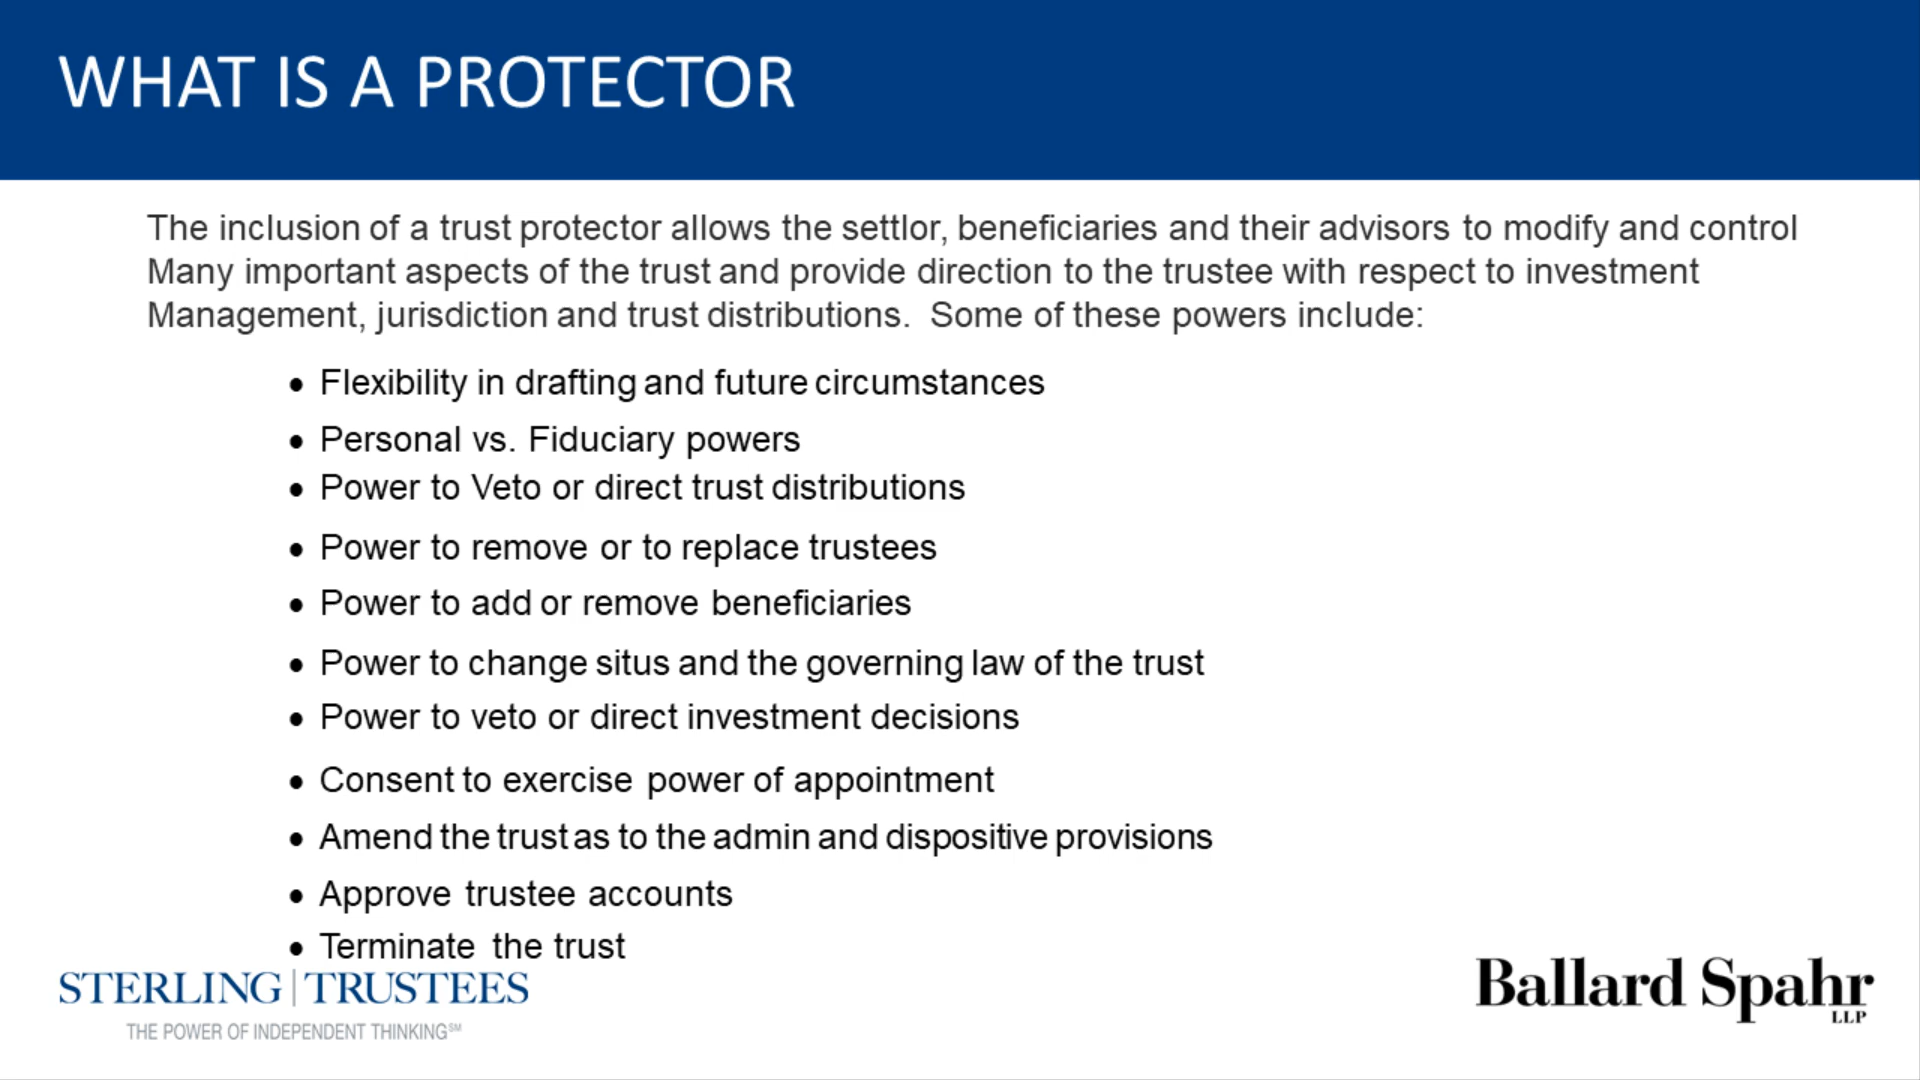 WHAT IS A PROTECTOR
The inclusion of a trust protector allows the settlor, beneficiaries and their advisors to modify and control
Many important aspects of the trust and provide direction to the trustee with respect to investment
Management, jurisdiction and trust distributions.  Some of these powers include:
• Flexibility in drafting and future circumstances
• Personal vs. Fiduciary powers
• Power to Veto or direct trust distributions
• Power to remove or to replace trustees
• Power to add or remove beneficiaries
• Power to change situs and the governing law of the trust
• Power to veto or direct investment decisions
• Consent to exercise power of appointment
• Amend the trust as to the admin and dispositive provisions
• Approve trustee accounts
• Terminate the trust
STERLING | TRUSTEES
THE POWER OF INDEPENDENT THINKING℠
Ballard Spahr
LLP